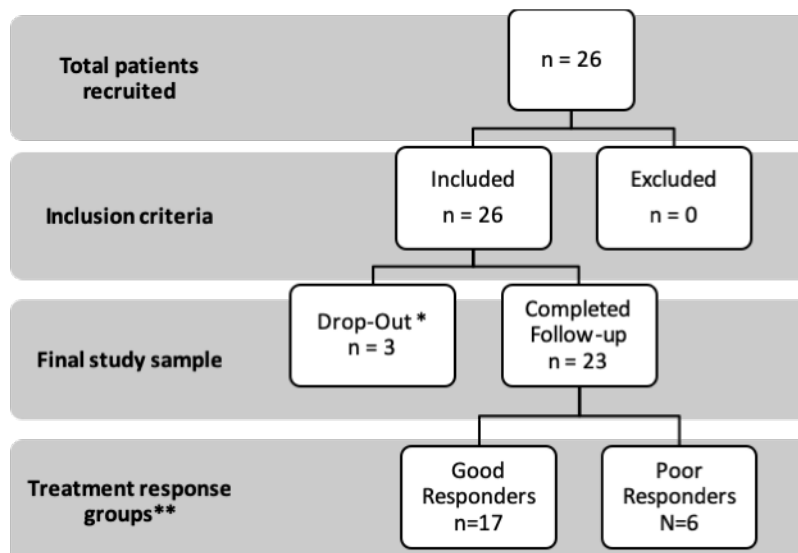 Total patients
recruited
n = 26
Inclusion criteria
Included
n = 26
Excluded
n = 0
Final study sample
Drop-Out *
n = 3
Completed
Follow-up
n = 23
Treatment response
groups**
Good
Responders
n=17
Poor
Responders
N=6